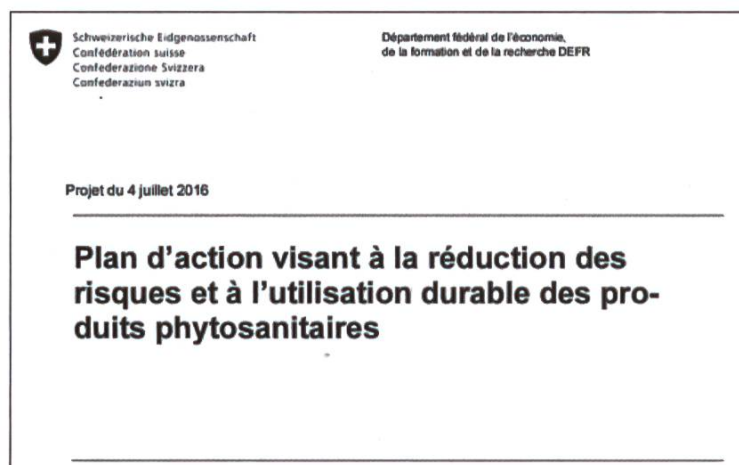 Schweizerische Eidgenossenschaft
Confédération suisse
Confederazione Svizzera
Confederaziun svizra
Département fédéral de l'économie,
de la formation et de la recherche DEFR
Projet du 4 juillet 2016
Plan d'action visant à la réduction des
risques et à l'utilisation durable des pro-
duits phytosanitaires